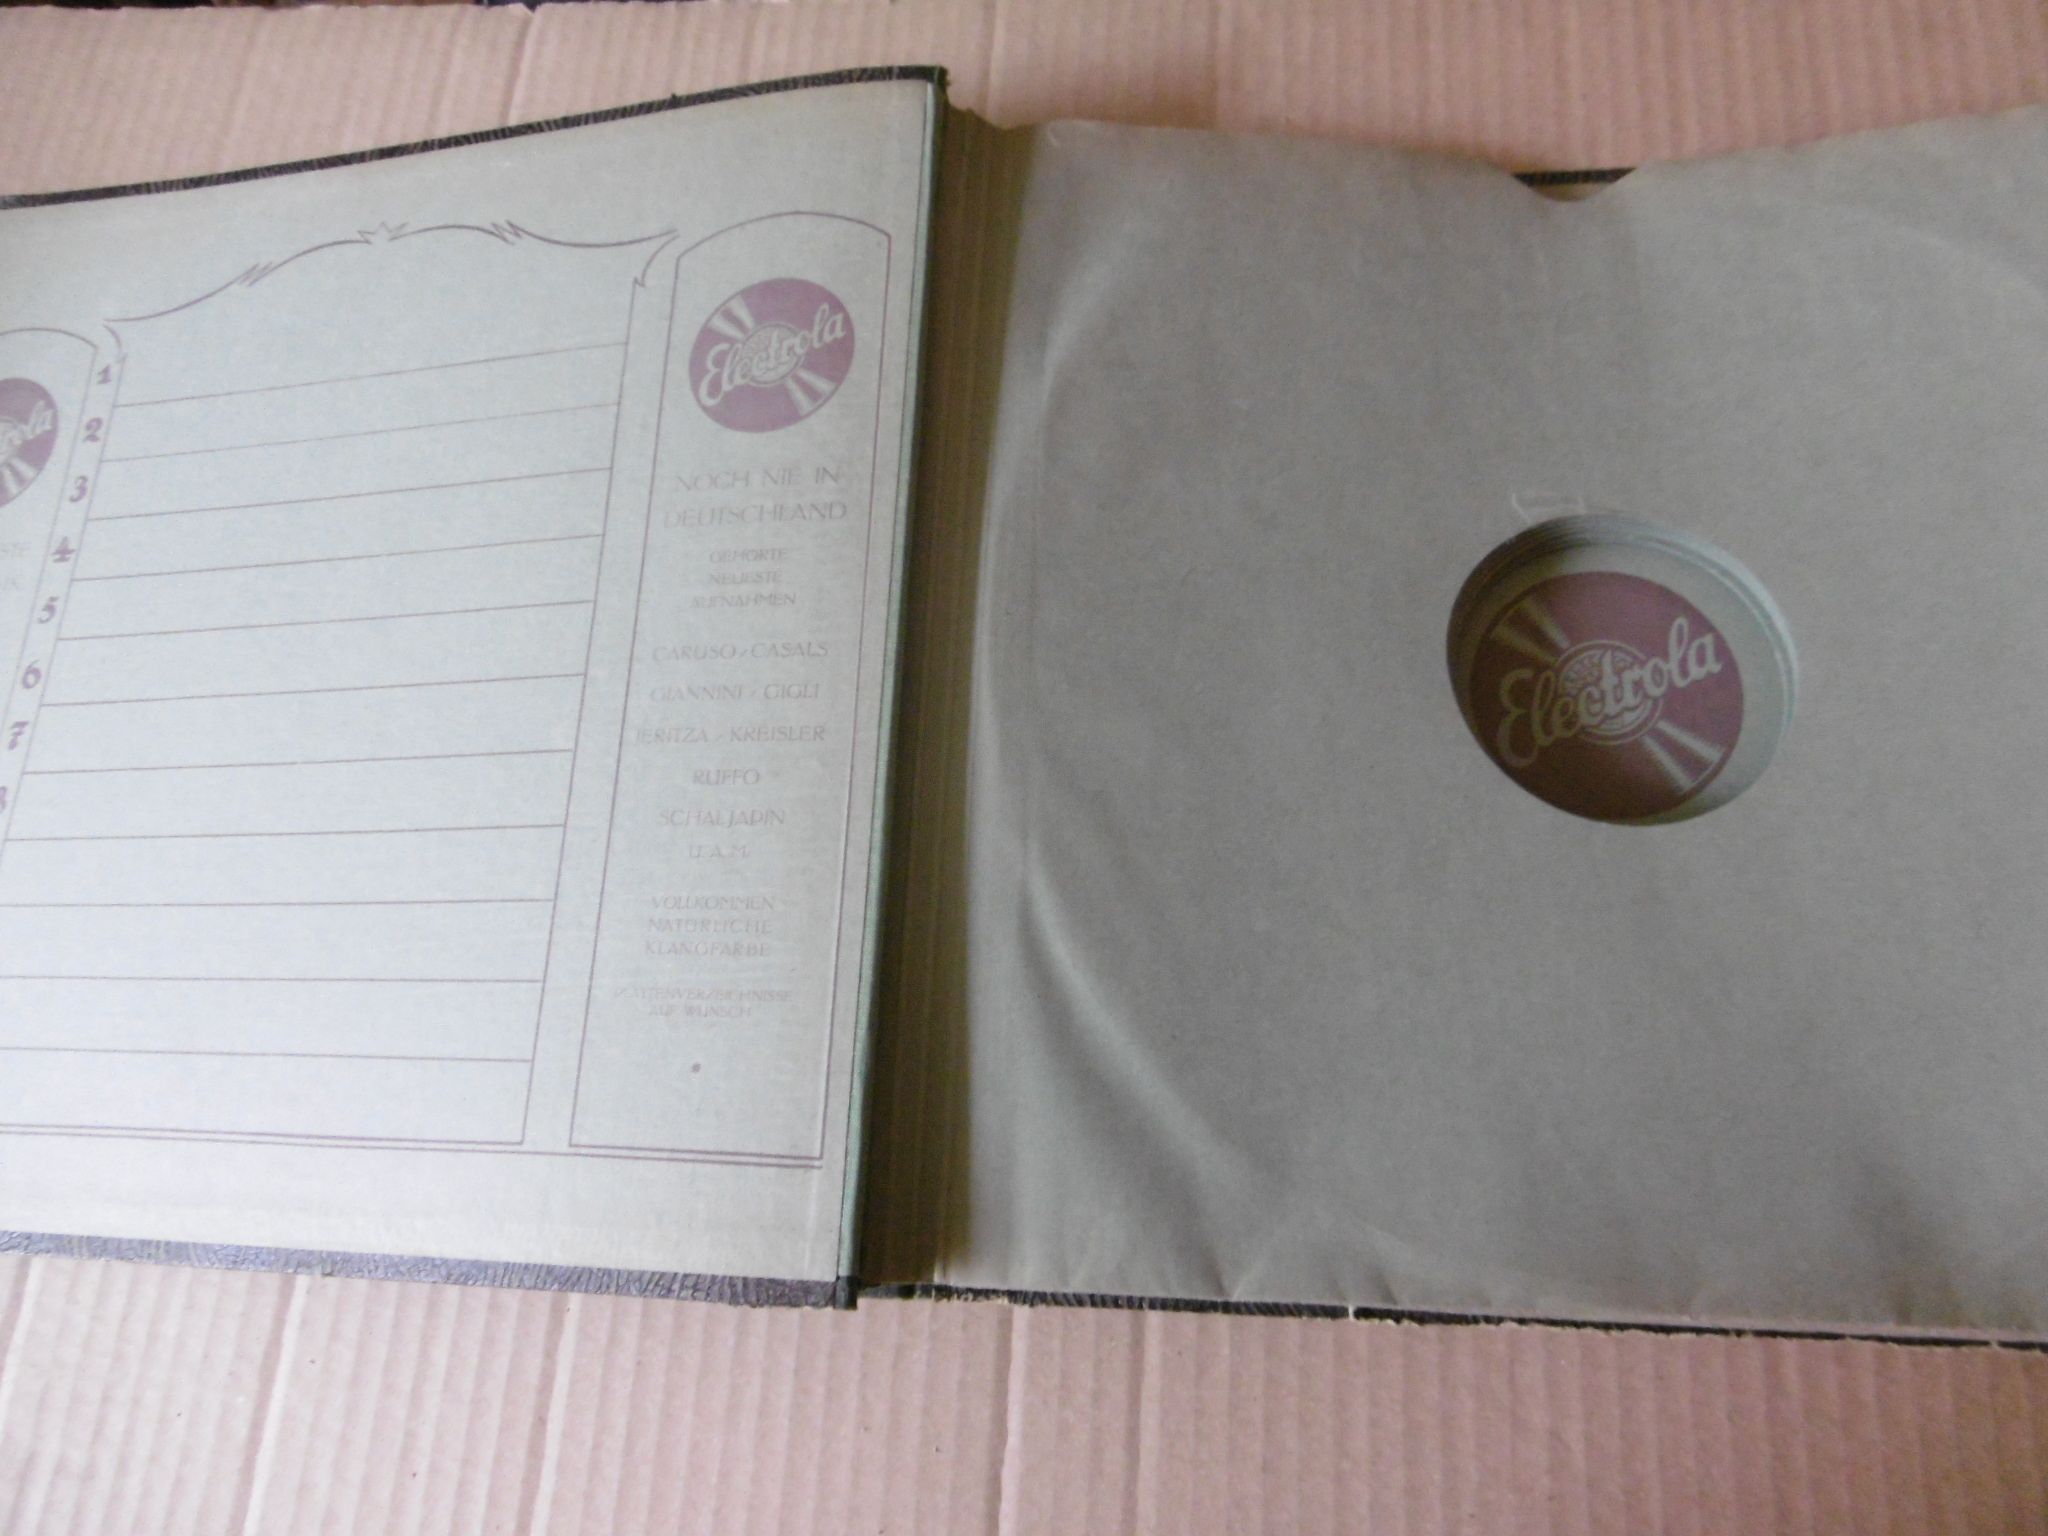 1
2
3
4
5
6
7
8
Electrola
NOCH NIE IN
DEUTSCHLAND
GEHÖRTE
NEUESTE
AUFNAHMEN
CARUSO - CASALS
GIANNINI - GIGLI
JERITZA - KREISLER
RUFFO
SCHALJAPIN
U.A.M.
VOLLKOMMEN
NATÜRLICHE
KLANGFARBE
PLATTENVERZEICHNISSE
AUF WUNSCH
Electrola